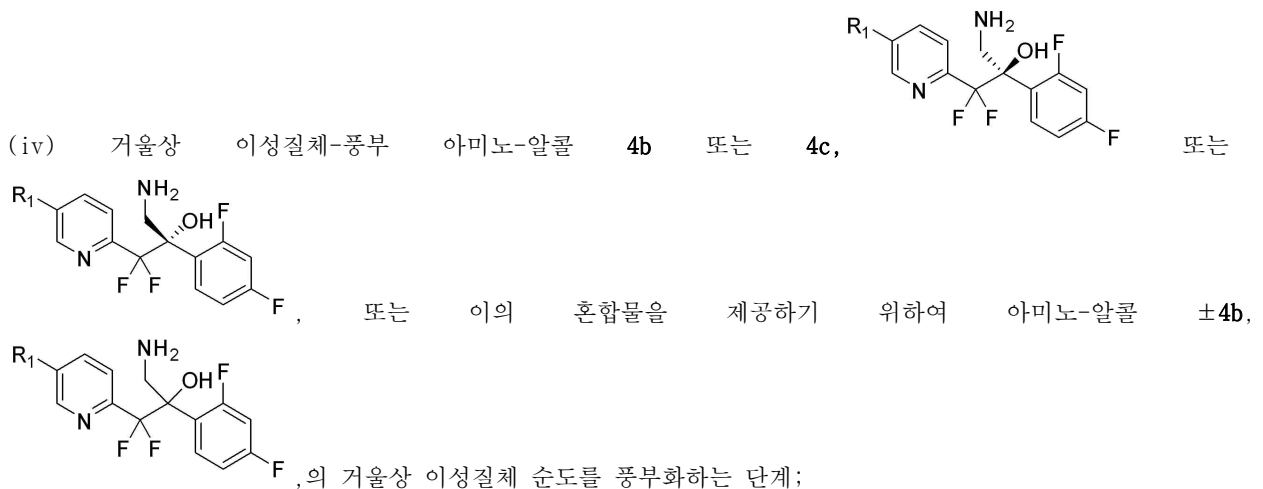 (iv) 거울상 이성질체-풍부 아미노-알콜 4b 또는 4c, R₁ N NH₂ OH F F F F 또는
R₁ N NH₂ OH F F F F , 또는 이의 혼합물을 제공하기 위하여 아미노-알콜 ±4b,
R₁ N NH₂ OH F F F F ,의 거울상 이성질체 순도를 풍부화하는 단계;